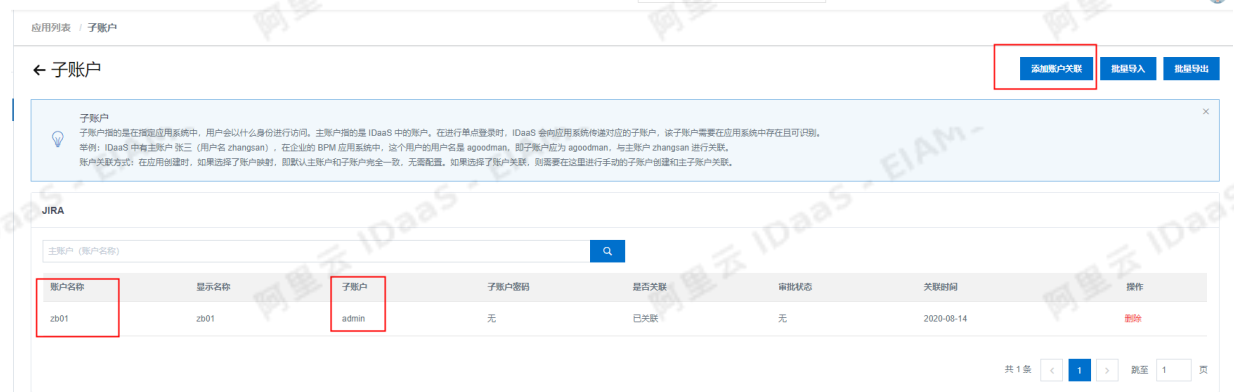 应用列表 / 子账户
← 子账户
添加账户关联 批量导入 批量导出
子账户
子账户指的是在指定应用系统中，用户会以什么身份进行访问。主账户指的是 IDaaS 中的账户。在进行单点登录时，IDaaS 会向应用系统传递对应的子账户，该子账户需要在应用系统中存在且可识别。
举例：IDaaS 中有主账户 张三（用户名 zhangsan），在企业的 BPM 应用系统中，这个用户的用户名是 agoodman，即子账户应为 agoodman，与主账户 zhangsan 进行关联。
账户关联方式：在应用创建时，如果选择了账户映射，即默认主账户和子账户完全一致，无需配置。如果选择了账户关联，则需要在这里进行手动的子账户创建和主子账户关联。
JIRA
主账户（账户名称）
账户名称 显示名称 子账户 子账户密码 是否关联 审批状态 关联时间 操作
zb01 zb01 admin 无 已关联 无 2020-08-14 删除
共 1 条 < 1 > 跳至 1 页
阿里云 IDaaS - EIAM